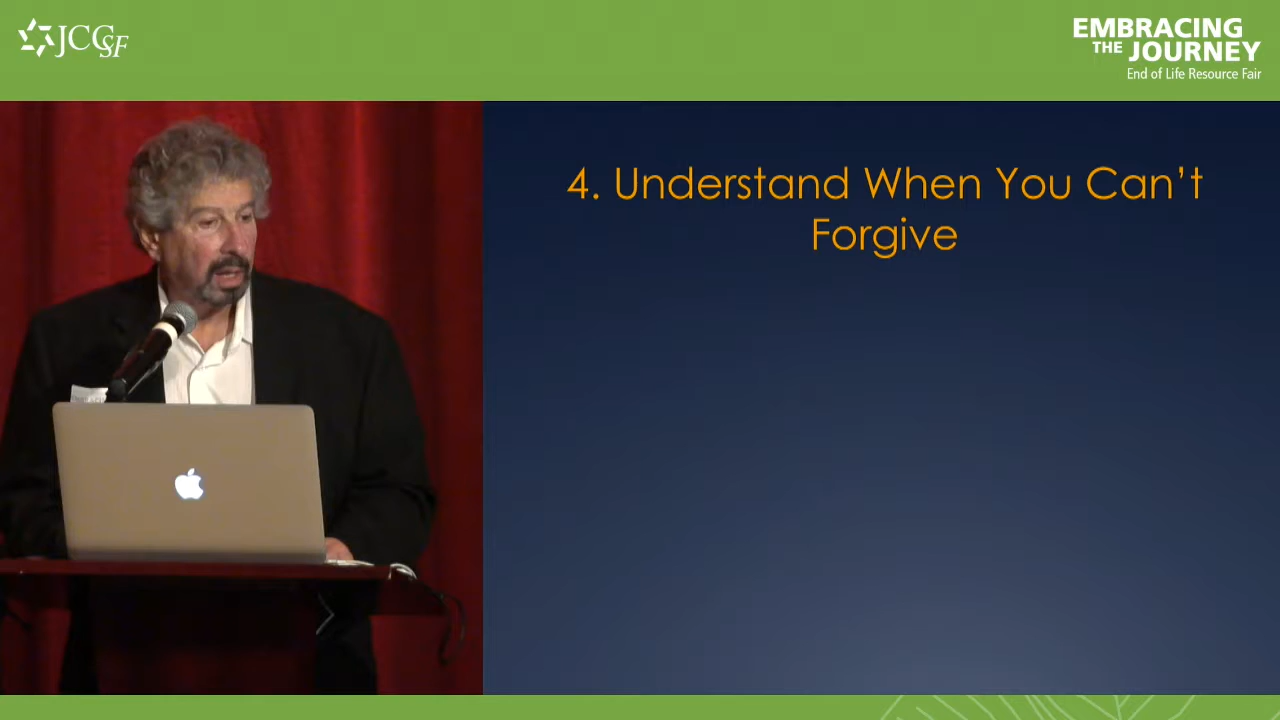 JCCSF
EMBRACING
THE JOURNEY
End of Life Resource Fair
4. Understand When You Can't
Forgive